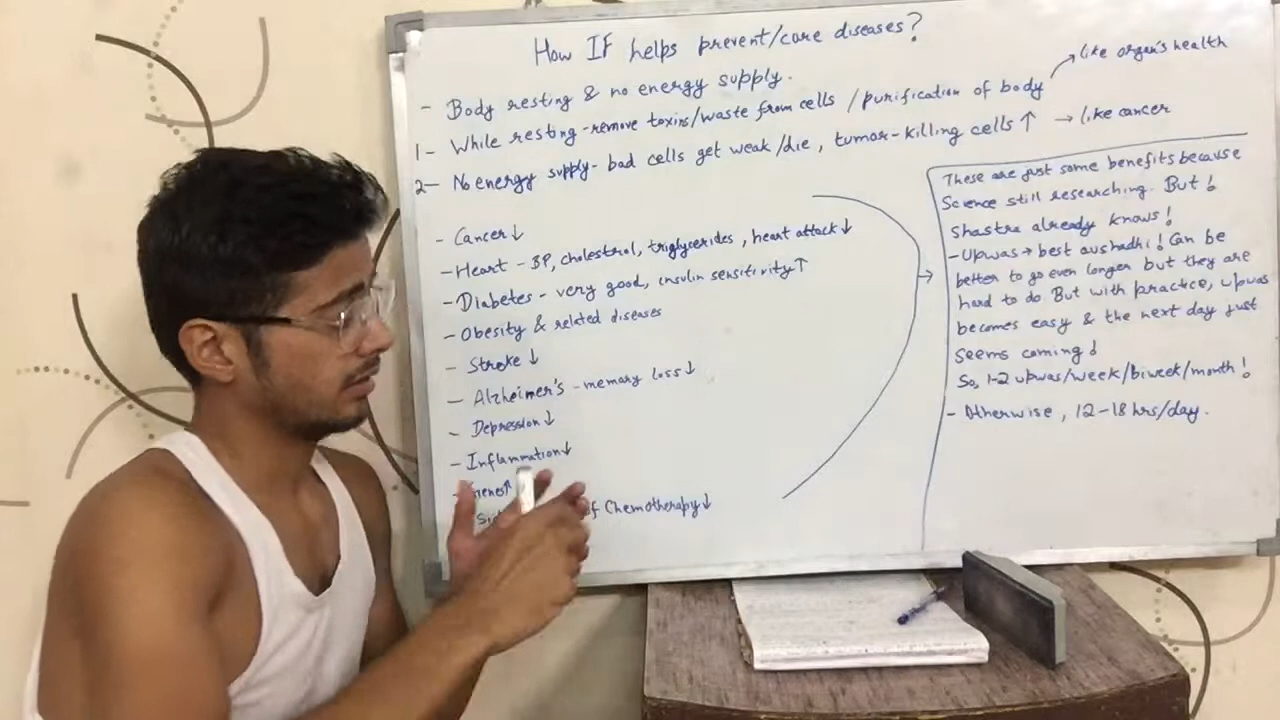 How IF helps prevent/care diseases?
- Body resting & no energy supply.
1- While resting - remove toxins/waste from cells / purification of body → like organ's health
2- No energy supply - bad cells get weak/die, tumor-killing cells ↑ → like cancer
- Cancer ↓
- Heart - BP, cholestrol, triglycerides, heart attack ↓
- Diabetes - very good, insulin sensitivity ↑
- Obesity & related diseases
- Stroke ↓
- Alzheimer's - memory loss ↓
- Depression ↓
- Inflammation ↓
- Genes ↑
of Chemotherapy ↓
These are just some benefits because
Science still researching. But!
Shastra already knows!
- Upwas → best aushadhi! Can be
better to go even longer but they are
hard to do. But with practice, upwas
becomes easy & the next day just
seems coming!
So, 1-2 upwas/week/biweek/month!
- Otherwise, 12-18 hrs/day.